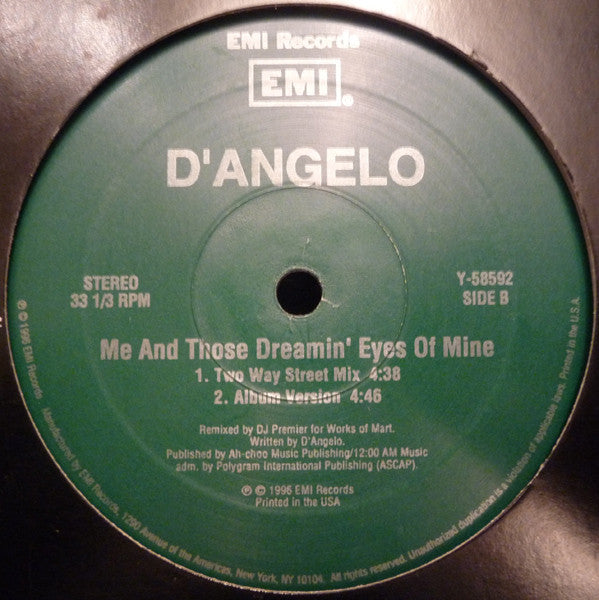 EMI Records
EMI®
D'ANGELO
STEREO
33 1/3 RPM
Y-58592
SIDE B
Me And Those Dreamin' Eyes Of Mine
1. Two Way Street Mix 4:38
2. Album Version 4:46
Remixed by DJ Premier for Works of Mart.
Written by D'Angelo.
Published by Ah-choo Music Publishing/12:00 AM Music
adm. by Polygram International Publishing (ASCAP).
℗ © 1996 EMI Records
Printed in the USA
℗ © 1996 EMI Records. Manufactured by EMI Records, 1290 Avenue of the Americas, New York, NY 10104. All rights reserved. Unauthorized duplication is a violation of applicable laws. Printed in the U.S.A.